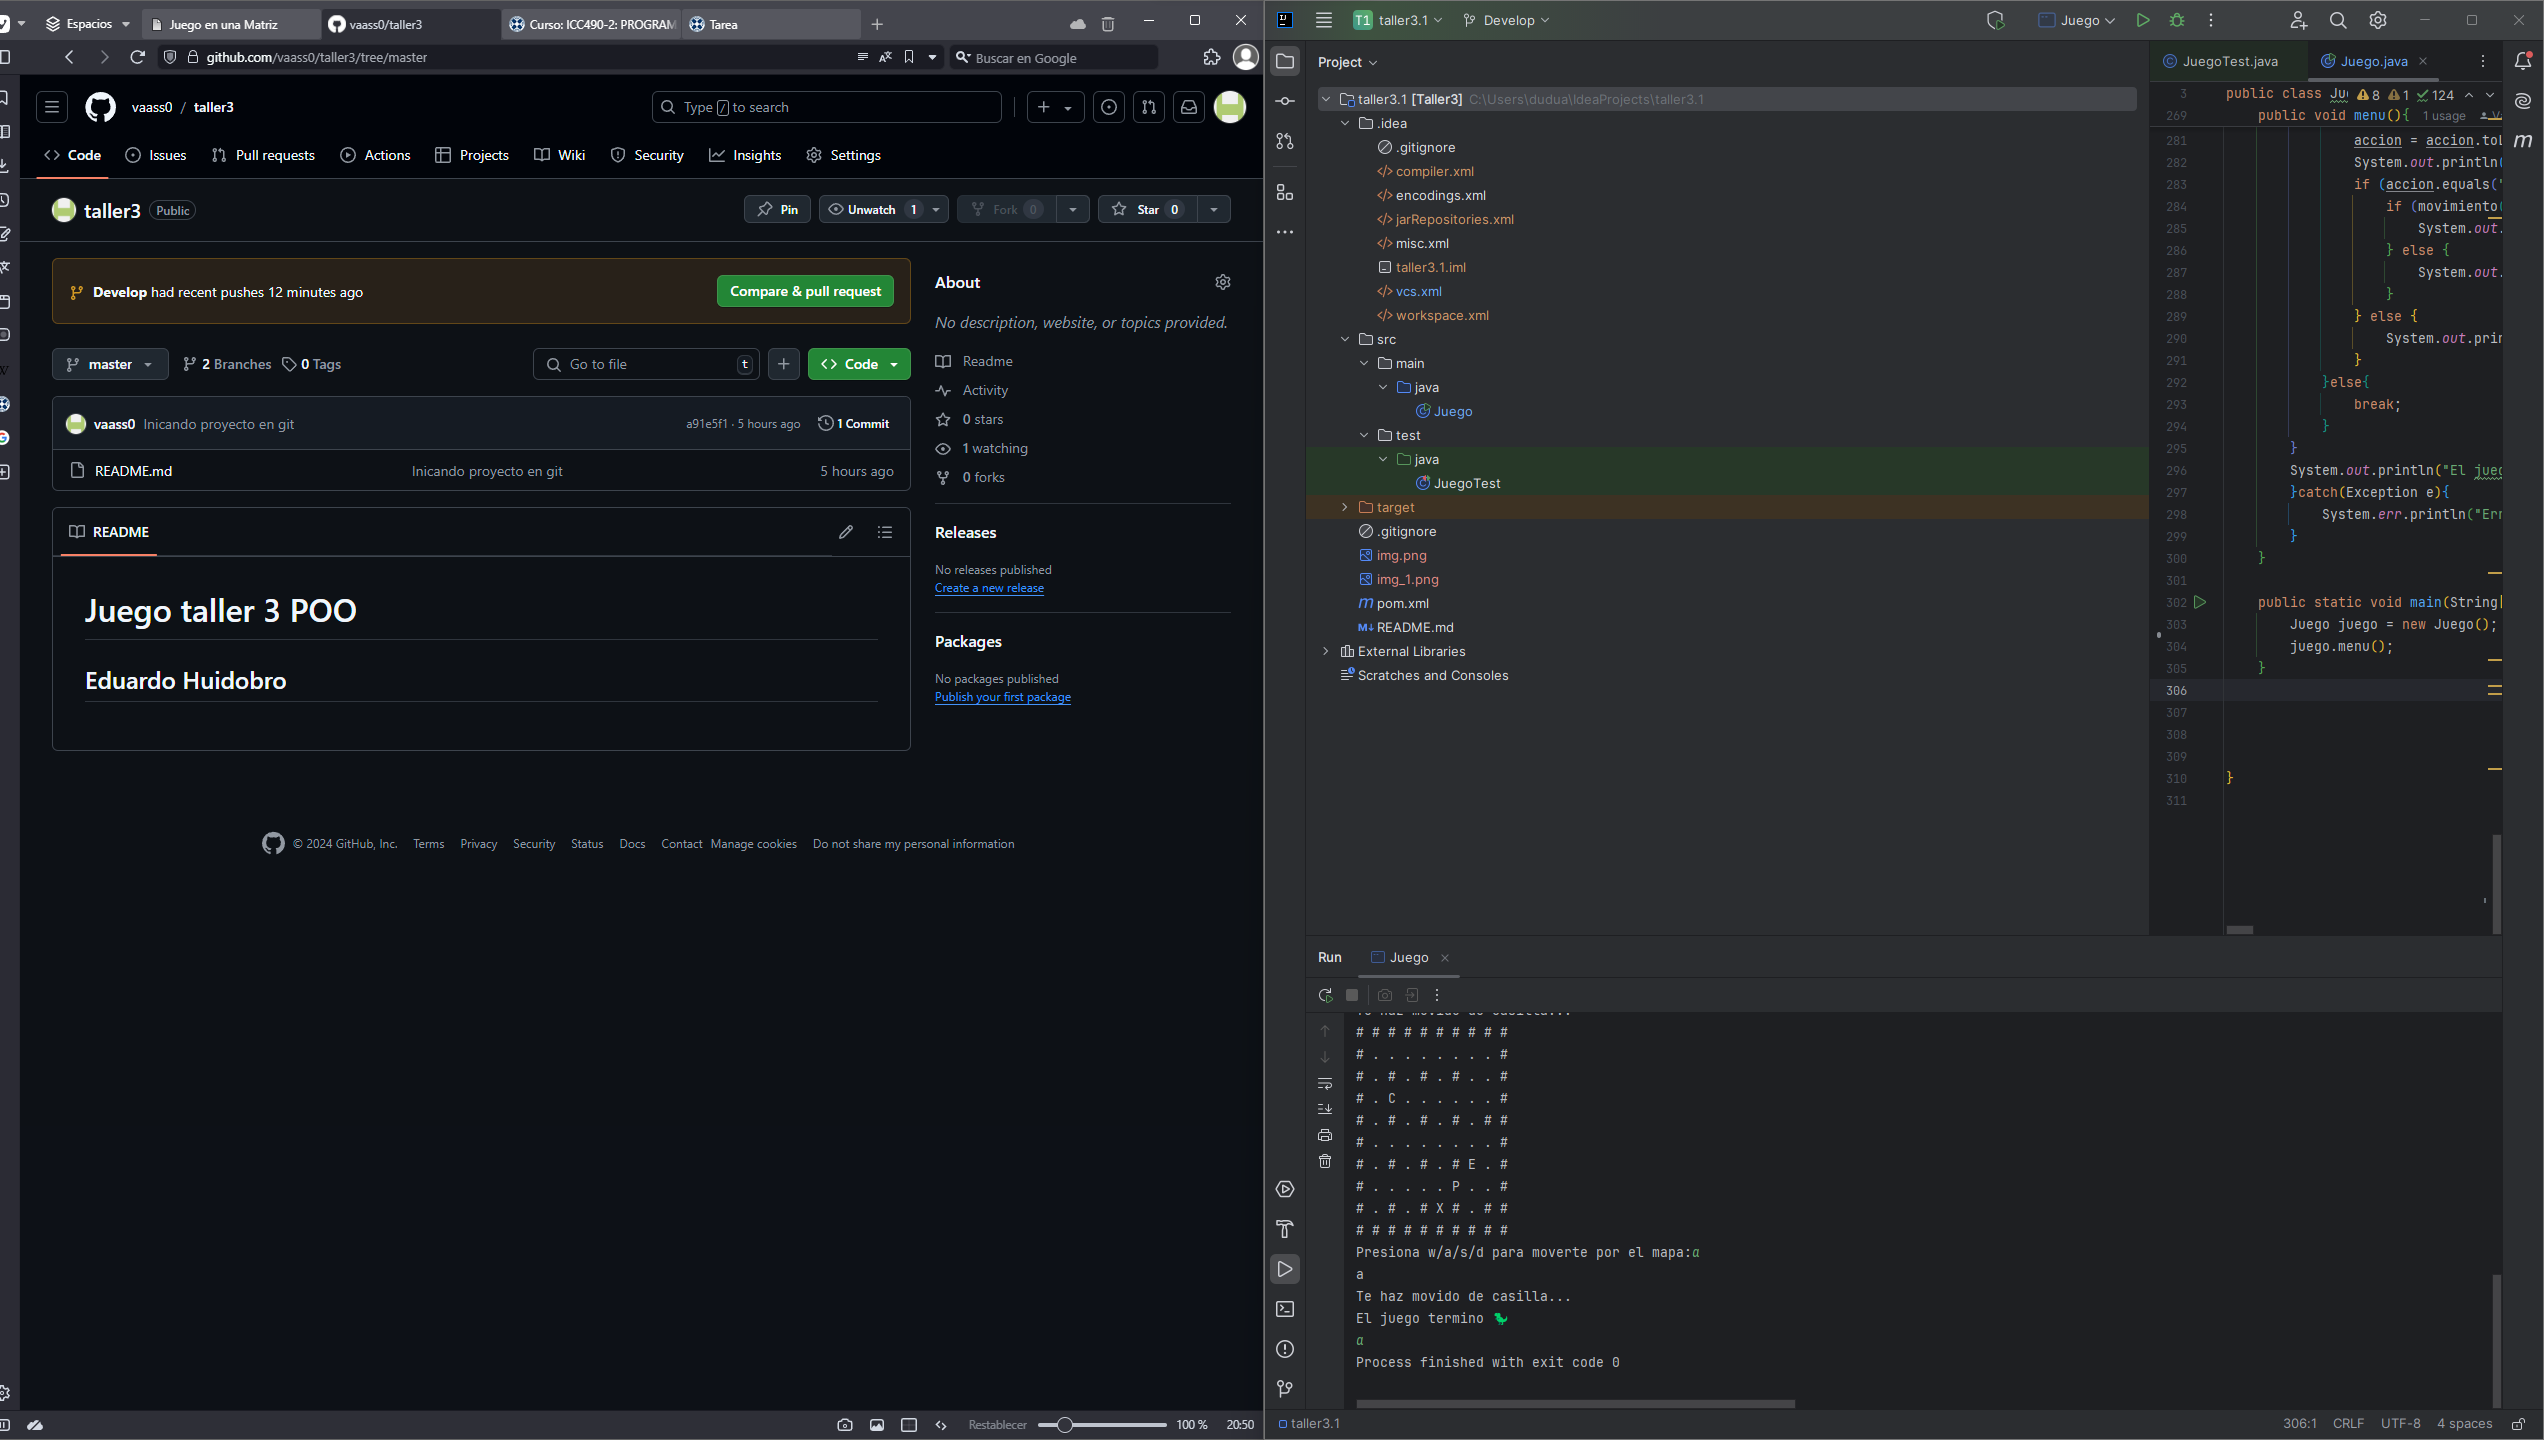 Espacios
Juego en una Matriz
vaass0/taller3
Curso: ICC490-2: PROGRAM
Tarea
github.com/vaass0/taller3/tree/master
Buscar en Google
vaass0 / taller3
Type / to search
Code
Issues
Pull requests
Actions
Projects
Wiki
Security
Insights
Settings
taller3
Public
Pin
Unwatch 1
Fork 0
Star 0
Develop had recent pushes 12 minutes ago
Compare & pull request
master
2 Branches
0 Tags
Go to file
t
Code
vaass0 Inicando proyecto en git
a91e5f1 · 5 hours ago
1 Commit
README.md
Inicando proyecto en git
5 hours ago
README
Juego taller 3 POO
Eduardo Huidobro
About
No description, website, or topics provided.
Readme
Activity
0 stars
1 watching
0 forks
Releases
No releases published
Create a new release
Packages
No packages published
Publish your first package
© 2024 GitHub, Inc.
Terms
Privacy
Security
Status
Docs
Contact
Manage cookies
Do not share my personal information
Restablecer
100 %
20:50
T1 taller3.1
Develop
Juego
Project
taller3.1 [Taller3] C:\Users\dudua\IdeaProjects\taller3.1
.idea
.gitignore
compiler.xml
encodings.xml
jarRepositories.xml
misc.xml
taller3.1.iml
vcs.xml
workspace.xml
src
main
java
Juego
test
java
JuegoTest
target
.gitignore
img.png
img_1.png
pom.xml
README.md
External Libraries
Scratches and Consoles
JuegoTest.java
Juego.java
3 public class Jue 8 1 124
269 public void menu(){ 1 usage
281 accion = accion.toL
282 System.out.println(
283 if (accion.equals("
284 if (movimiento(
285 System.out.
286 } else {
287 System.out.
288 }
289 } else {
290 System.out.prin
291 }
292 }else{
293 break;
294 }
295 }
296 System.out.println("El jueg
297 }catch(Exception e){
298 System.err.println("Err
299 }
300 }
301
302 public static void main(String[
303 Juego juego = new Juego();
304 juego.menu();
305 }
306
307
308
309
310 }
311
Run
Juego
Te haz movido de casilla...
# # # # # # # # # #
# . . . . . . . . #
# . # . # . # . . #
# . C . . . . . . #
# . # . # . # . # #
# . . . . . . . . #
# . # . # . # E . #
# . . . . . P . . #
# . # . # X # . # #
# # # # # # # # # #
Presiona w/a/s/d para moverte por el mapa:a
a
Te haz movido de casilla...
El juego termino 🦖
a
Process finished with exit code 0
taller3.1
306:1
CRLF
UTF-8
4 spaces